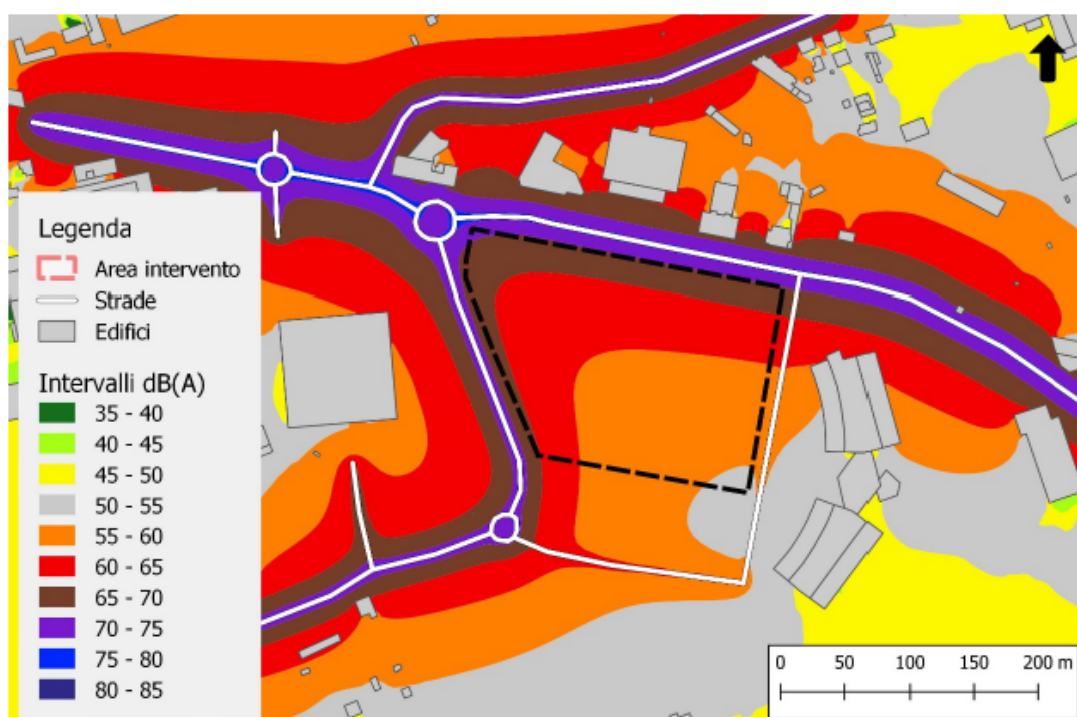 Legenda
Area intervento
Strade
Edifici
Intervalli dB(A)
35 - 40
40 - 45
45 - 50
50 - 55
55 - 60
60 - 65
65 - 70
70 - 75
75 - 80
80 - 85
0 50 100 150 200 m